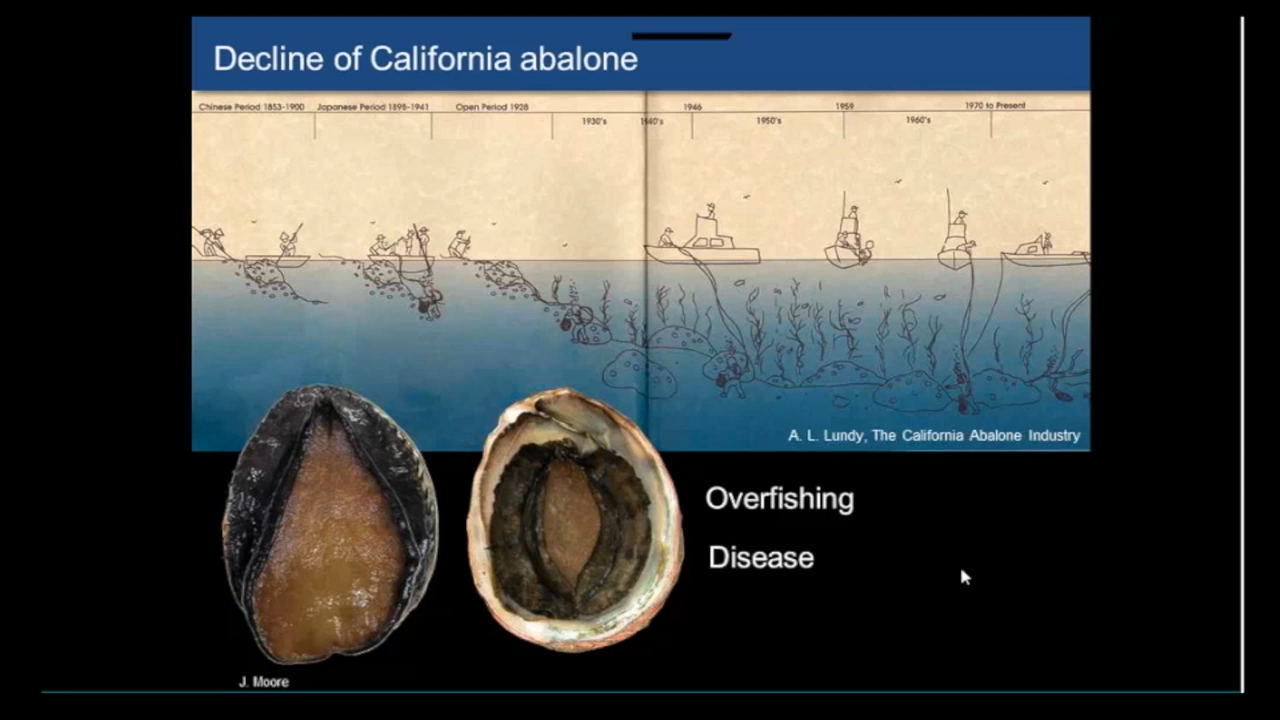 Decline of California abalone
Chinese Period 1853-1900 Japanese Period 1898-1941 Open Period 1928 1946 1959 1970 to Present
1930's 1940's 1950's 1960's
A. L. Lundy, The California Abalone Industry
Overfishing
Disease
J. Moore